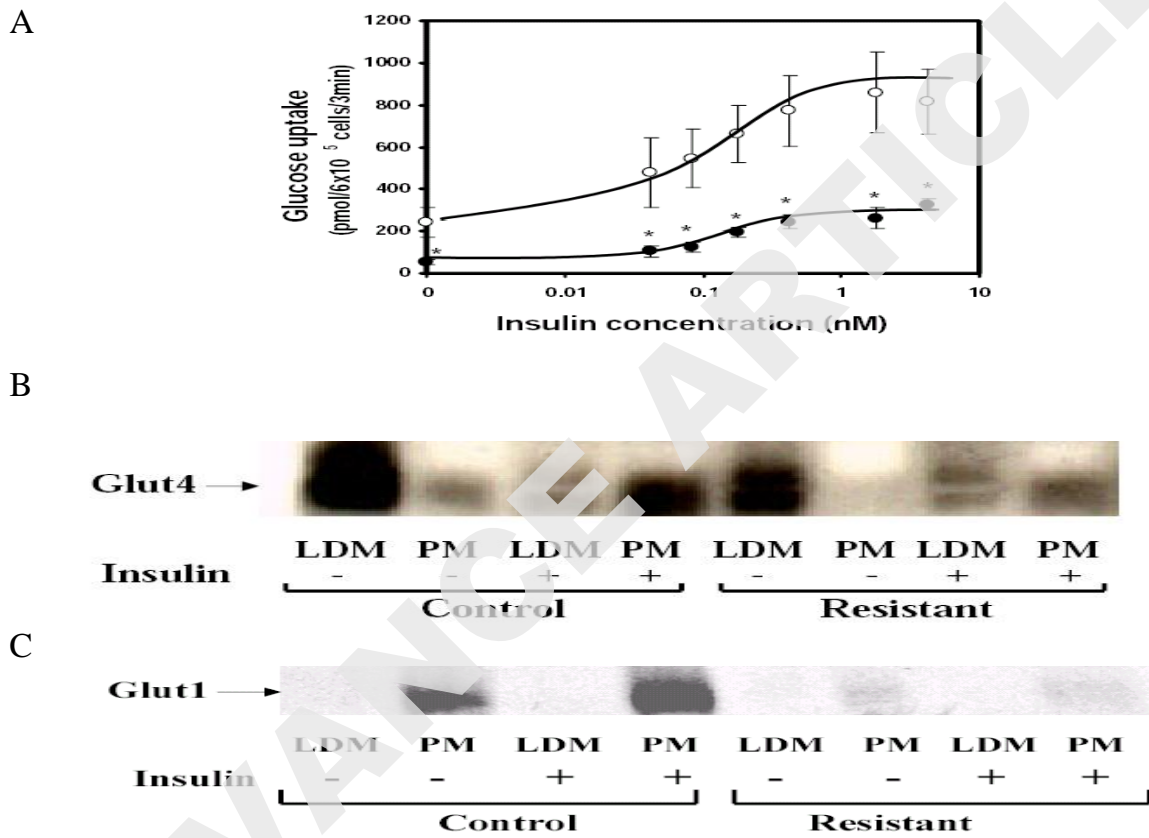 A
1200
1000
800
600
400
200
0
Glucose uptake
(pmol/6x10 5 cells/3min)
* * * * * * *
0 0.01 0.1 1 10
Insulin concentration (nM)
B
Glut4
LDM PM LDM PM LDM PM LDM PM
Insulin - - + + - - + +
Control Resistant
C
Glut1
LDM PM LDM PM LDM PM LDM PM
Insulin - - + + - - + +
Control Resistant
VANCE ARTICLE